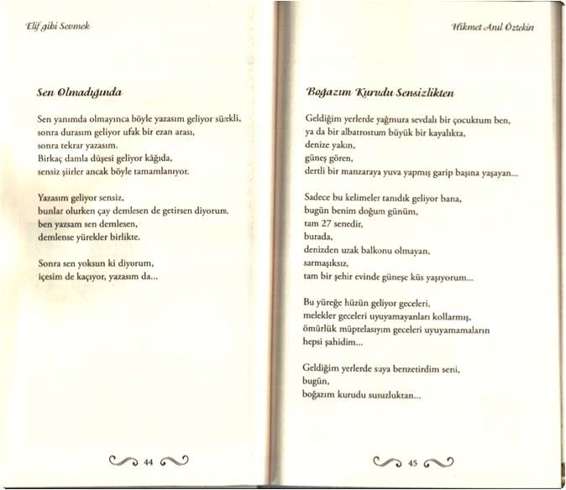 Elif gibi Sevmek
Sen Olmadığında
Sen yanımda olmayınca böyle yazasım geliyor sürekli,
sonra durasım geliyor ufak bir ezan arası,
sonra tekrar yazasım.
Birkaç damla düşesi geliyor kâğıda,
sensiz şiirler ancak böyle tamamlanıyor.
Yazasım geliyor sensiz,
bunlar olurken çay demlesen de getirsen diyorum,
ben yazsam sen demlesen,
demlense yürekler birlikte.
Sonra sen yoksun ki diyorum,
içesim de kaçıyor, yazasım da...
44
Hikmet Anıl Öztekin
Boğazım Kurudu Sensizlikten
Geldiğim yerlerde yağmura sevdalı bir çocuktum ben,
ya da bir albatrostum büyük bir kayalıkta,
denize yakın,
güneş gören,
dertli bir manzaraya yuva yapmış garip başına yaşayan...
Sadece bu kelimeler tanıdık geliyor bana,
bugün benim doğum günüm,
tam 27 senedir,
burada,
denizden uzak balkonu olmayan,
sarmaşıksız,
tam bir şehir evinde güneşe küs yaşıyorum...
Bu yüreğe hüzün geliyor geceleri,
melekler geceleri uyuyamayanları kollarmış,
ömürlük müptelasıyım geceleri uyuyamamaların
hepsi şahidim...
Geldiğim yerlerde suya benzetirdim seni,
bugün,
boğazım kurudu susuzluktan...
45